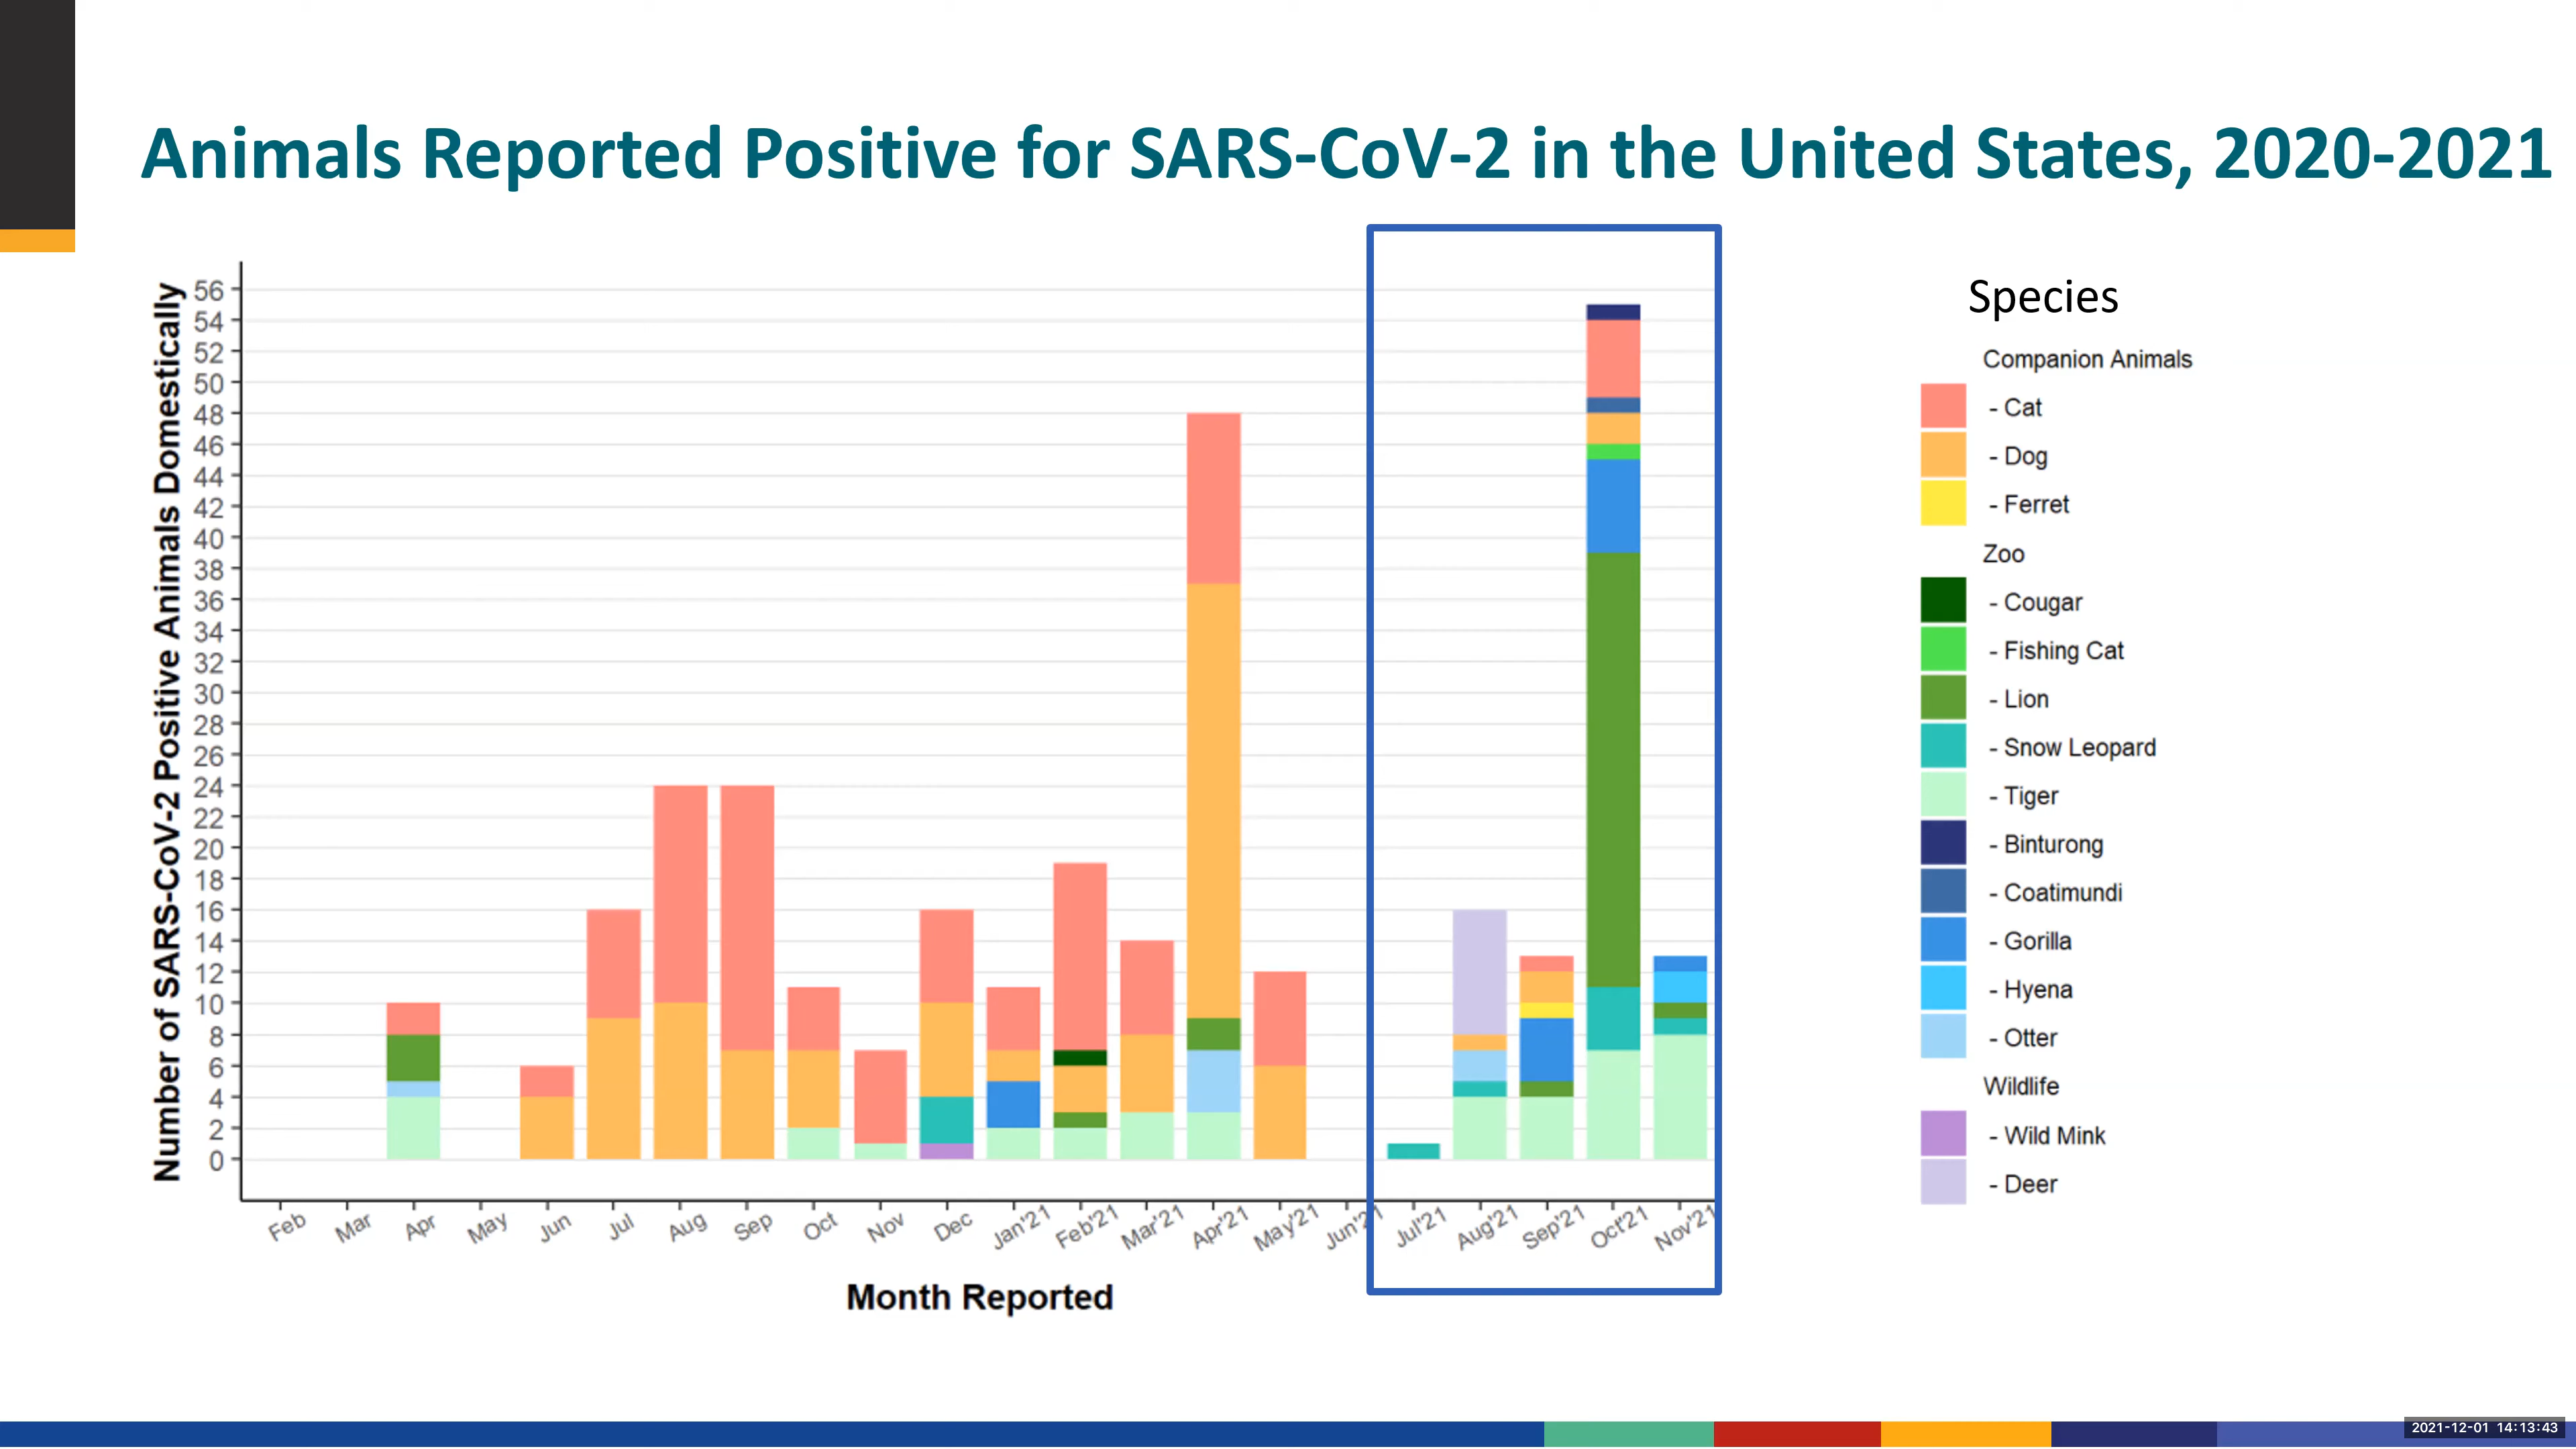 Animals Reported Positive for SARS-CoV-2 in the United States, 2020-2021
Number of SARS-CoV-2 Positive Animals Domestically
56
54
52
50
48
46
44
42
40
38
36
34
32
30
28
26
24
22
20
18
16
14
12
10
8
6
4
2
0
Feb Mar Apr May Jun Jul Aug Sep Oct Nov Dec Jan'21 Feb'21 Mar'21 Apr'21 May'21 Jun'21 Jul'21 Aug'21 Sep'21 Oct'21 Nov'21
Month Reported
Species
Companion Animals
- Cat
- Dog
- Ferret
Zoo
- Cougar
- Fishing Cat
- Lion
- Snow Leopard
- Tiger
- Binturong
- Coatimundi
- Gorilla
- Hyena
- Otter
Wildlife
- Wild Mink
- Deer
2021-12-01 14:13:43